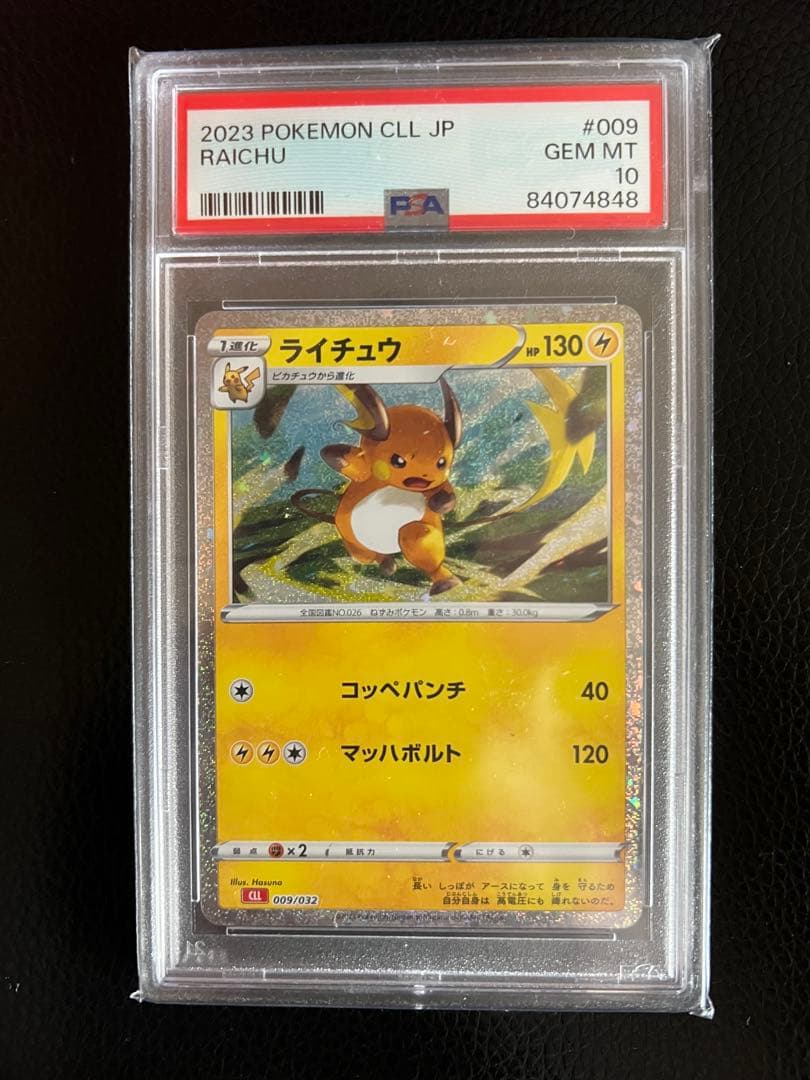 2023 POKEMON CLL JP #009
RAICHU GEM MT
10
84074848
PSA
1進化 ライチュウ HP 130
ピカチュウから進化
全国図鑑NO.026 ねずみポケモン 高さ:0.8m 重さ:30.0kg
コッペパンチ 40
マッハボルト 120
弱点 ×2 抵抗力 にげる
Illus. Hasuno
CLL 009/032
長い しっぽが アースになって 身を 守るため
自分自身は 高電圧にも 痺れないのだ。